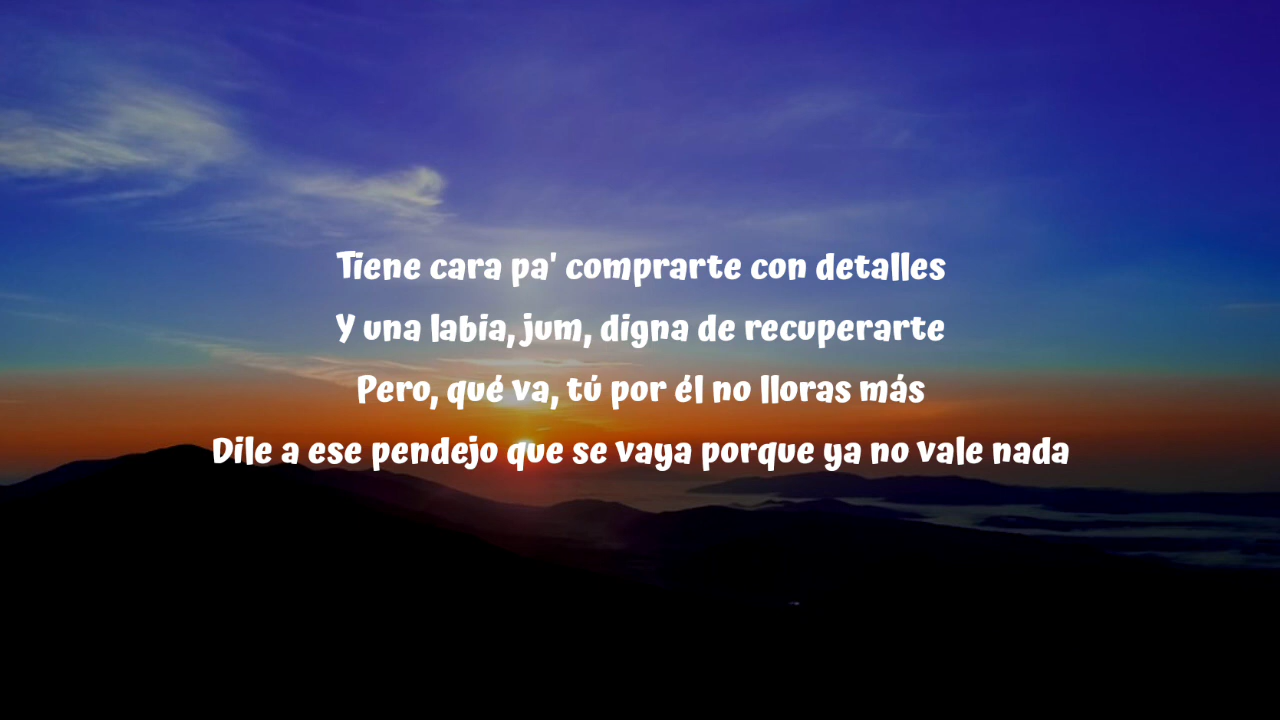 Tiene cara pa' comprarte con detalles
Y una labia, jum, digna de recuperarte
Pero, qué va, tú por él no lloras más
Dile a ese pendejo que se vaya porque ya no vale nada